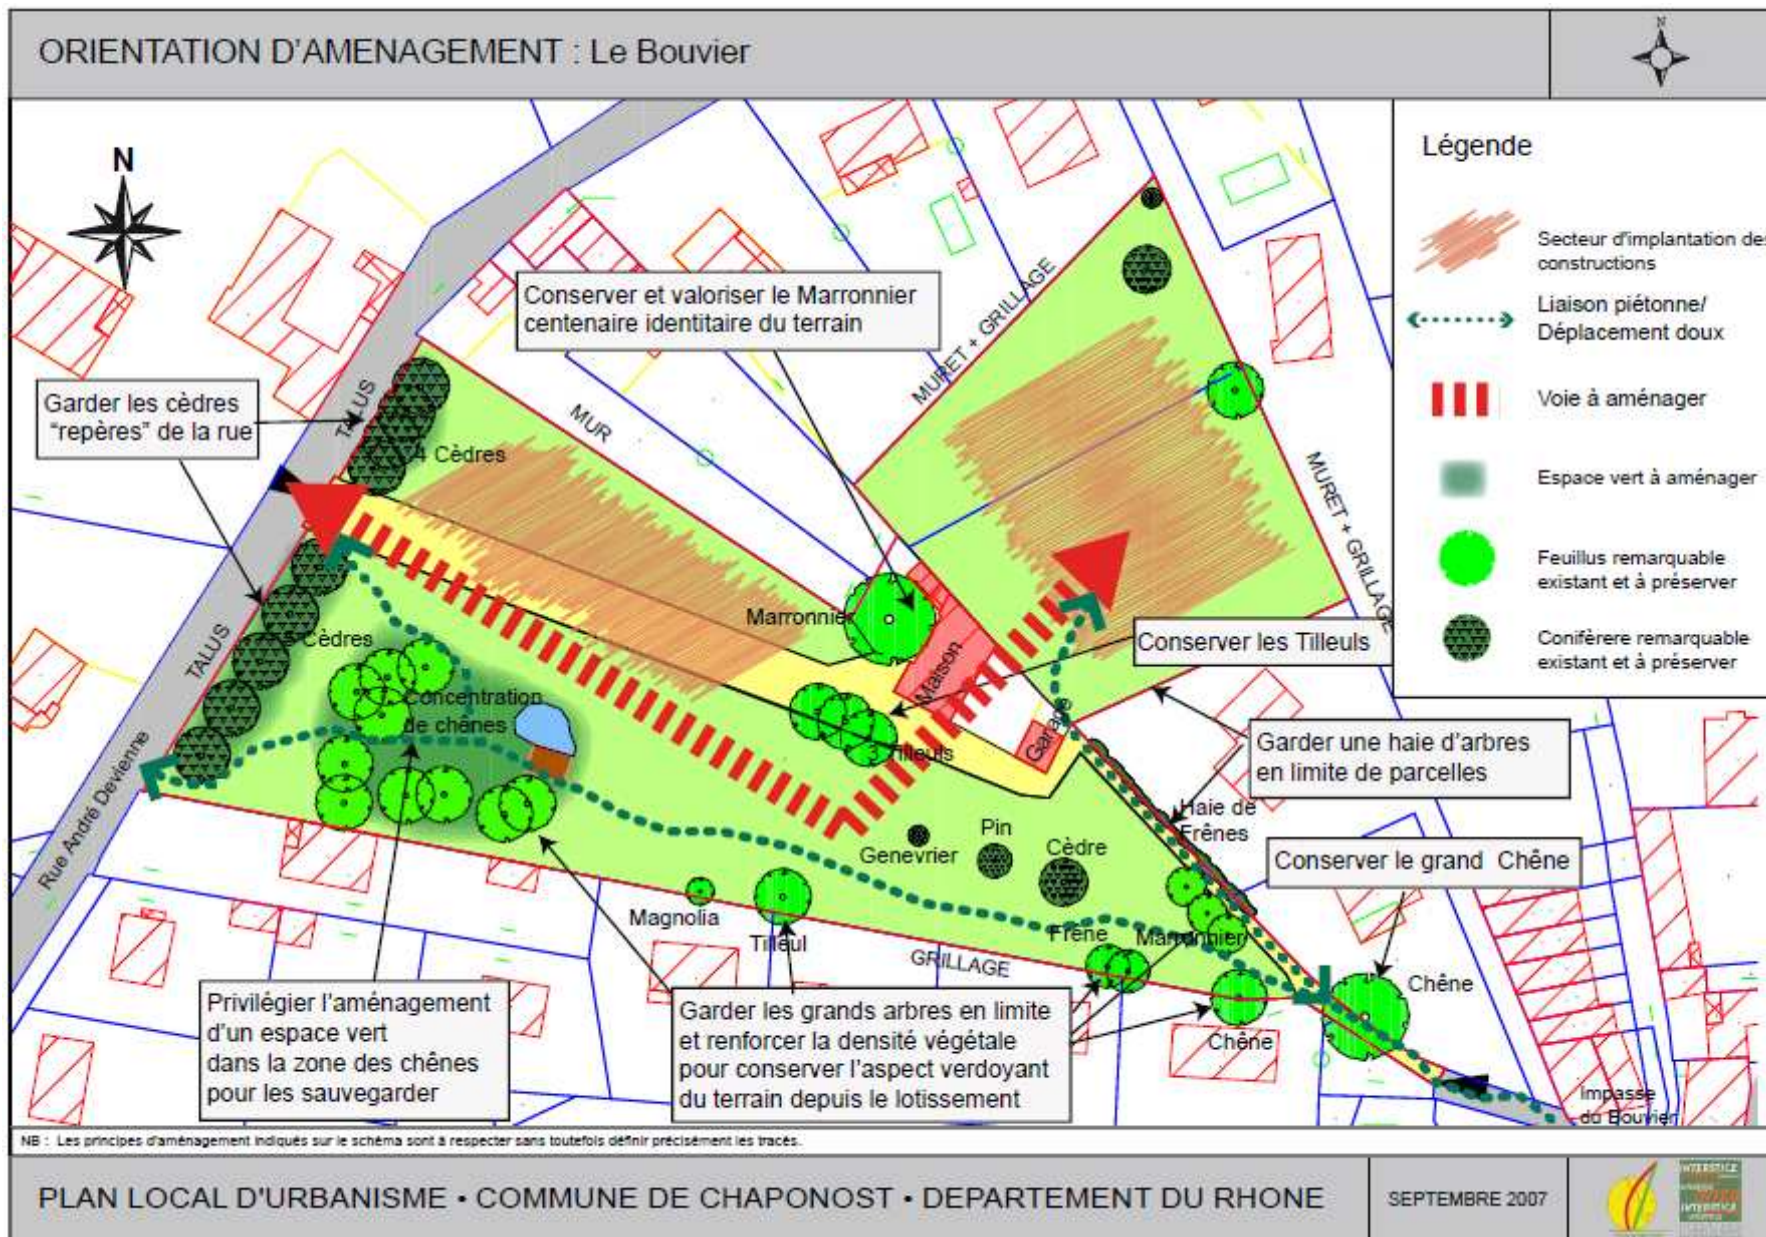 ORIENTATION D'AMENAGEMENT : Le Bouvier
N
N
Légende
Secteur d'implantation des
constructions
Liaison piétonne/
Déplacement doux
Voie à aménager
Espace vert à aménager
Feuillus remarquable
existant et à préserver
Conifèrere remarquable
existant et à préserver
Conserver et valoriser le Marronnier
centenaire identitaire du terrain
MURET + GRILLAGE
Garder les cèdres
"repères" de la rue
TALUS
MUR
4 Cèdres
MURET + GRILLAGE
TALUS
Cèdres
Marronnier
Maison
Conserver les Tilleuls
Concentration
de chênes
3 Tilleuls
Garage
Garder une haie d'arbres
en limite de parcelles
Rue André Devienne
Haie de
Frênes
Pin
Genevrier
Cèdre
Conserver le grand Chêne
Magnolia
Tilleul
GRILLAGE
Frêne
Marronnier
Chêne
Chêne
Privilégier l'aménagement
d'un espace vert
dans la zone des chênes
pour les sauvegarder
Garder les grands arbres en limite
et renforcer la densité végétale
pour conserver l'aspect verdoyant
du terrain depuis le lotissement
Impasse
du Bouvier
NB : Les principes d'aménagement indiqués sur le schéma sont à respecter sans toutefois définir précisément les tracés.
PLAN LOCAL D'URBANISME • COMMUNE DE CHAPONOST • DEPARTEMENT DU RHONE
SEPTEMBRE 2007
INTERSTICE
INTERSTICE